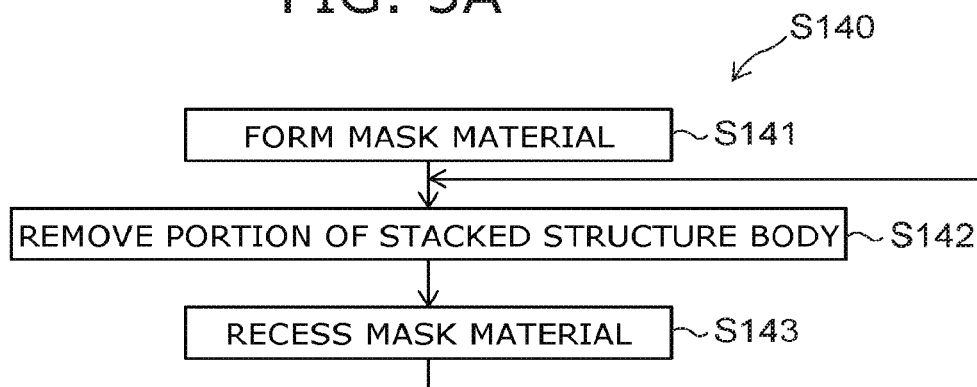 FIG. 5A
S140
FORM MASK MATERIAL S141
REMOVE PORTION OF STACKED STRUCTURE BODY S142
RECESS MASK MATERIAL S143